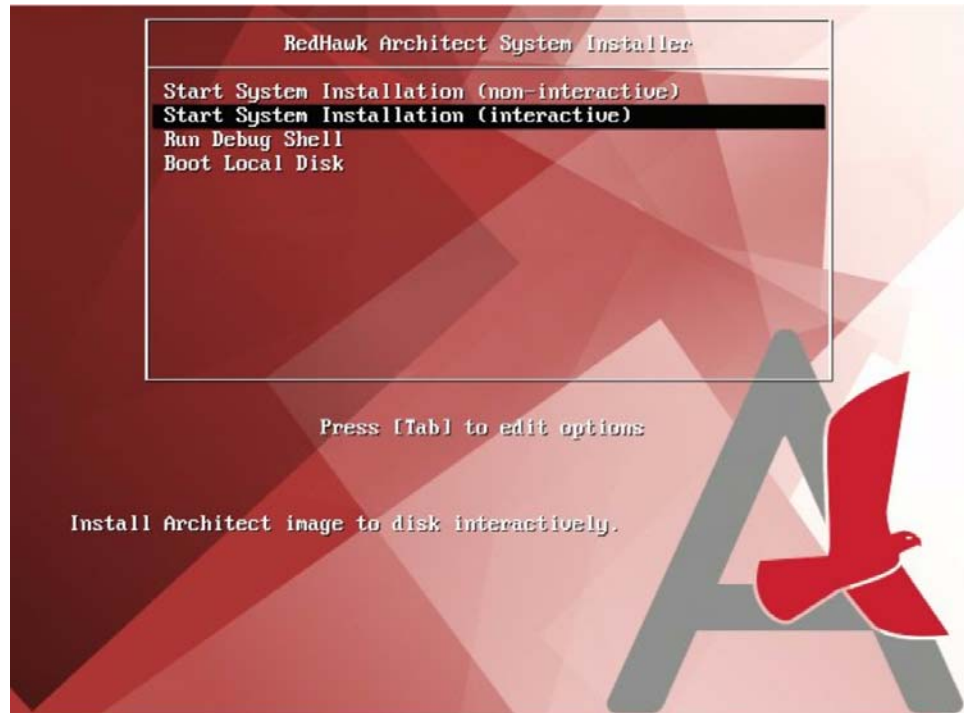 RedHawk Architect System Installer
Start System Installation (non-interactive)
Start System Installation (interactive)
Run Debug Shell
Boot Local Disk
Press [Tab] to edit options
Install Architect image to disk interactively.